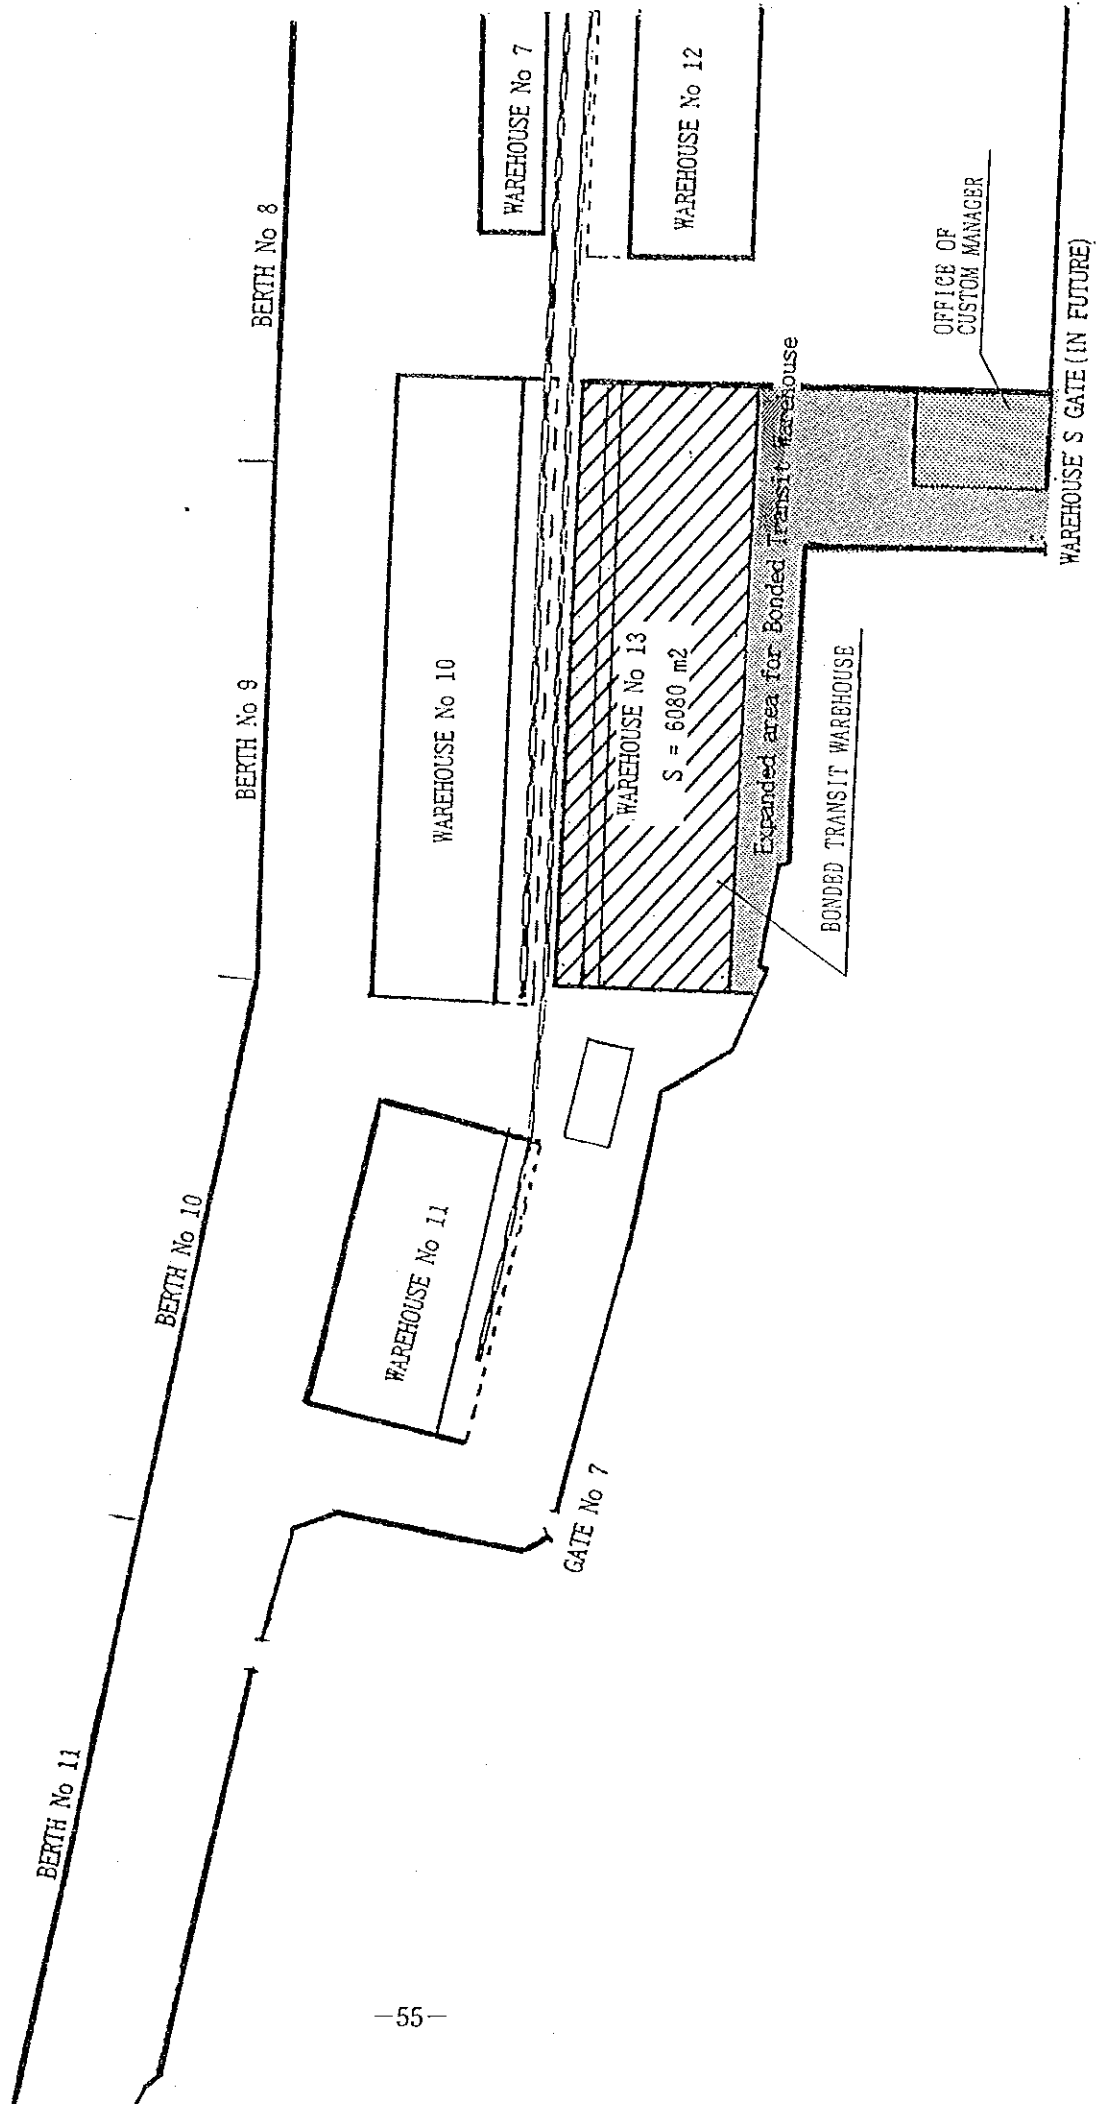 BERTH No 11
BERTH No 10
BERTH No 9
BERTH No 8
WAREHOUSE No 11
WAREHOUSE No 10
WAREHOUSE No 7
WAREHOUSE No 12
WAREHOUSE No 13
S = 6080 m2
Expanded area for Bonded Transit Warehouse
BONDED TRANSIT WAREHOUSE
OFFICE OF
CUSTOM MANAGER
WAREHOUSE'S GATE (IN FUTURE)
GATE No 7
—55—